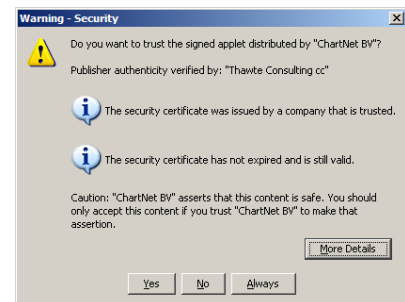 Warning - Security
Do you want to trust the signed applet distributed by "ChartNet BV"?
Publisher authenticity verified by: "Thawte Consulting cc"
The security certificate was issued by a company that is trusted.
The security certificate has not expired and is still valid.
Caution: "ChartNet BV" asserts that this content is safe. You should
only accept this content if you trust "ChartNet BV" to make that
assertion.
More Details
Yes No Always